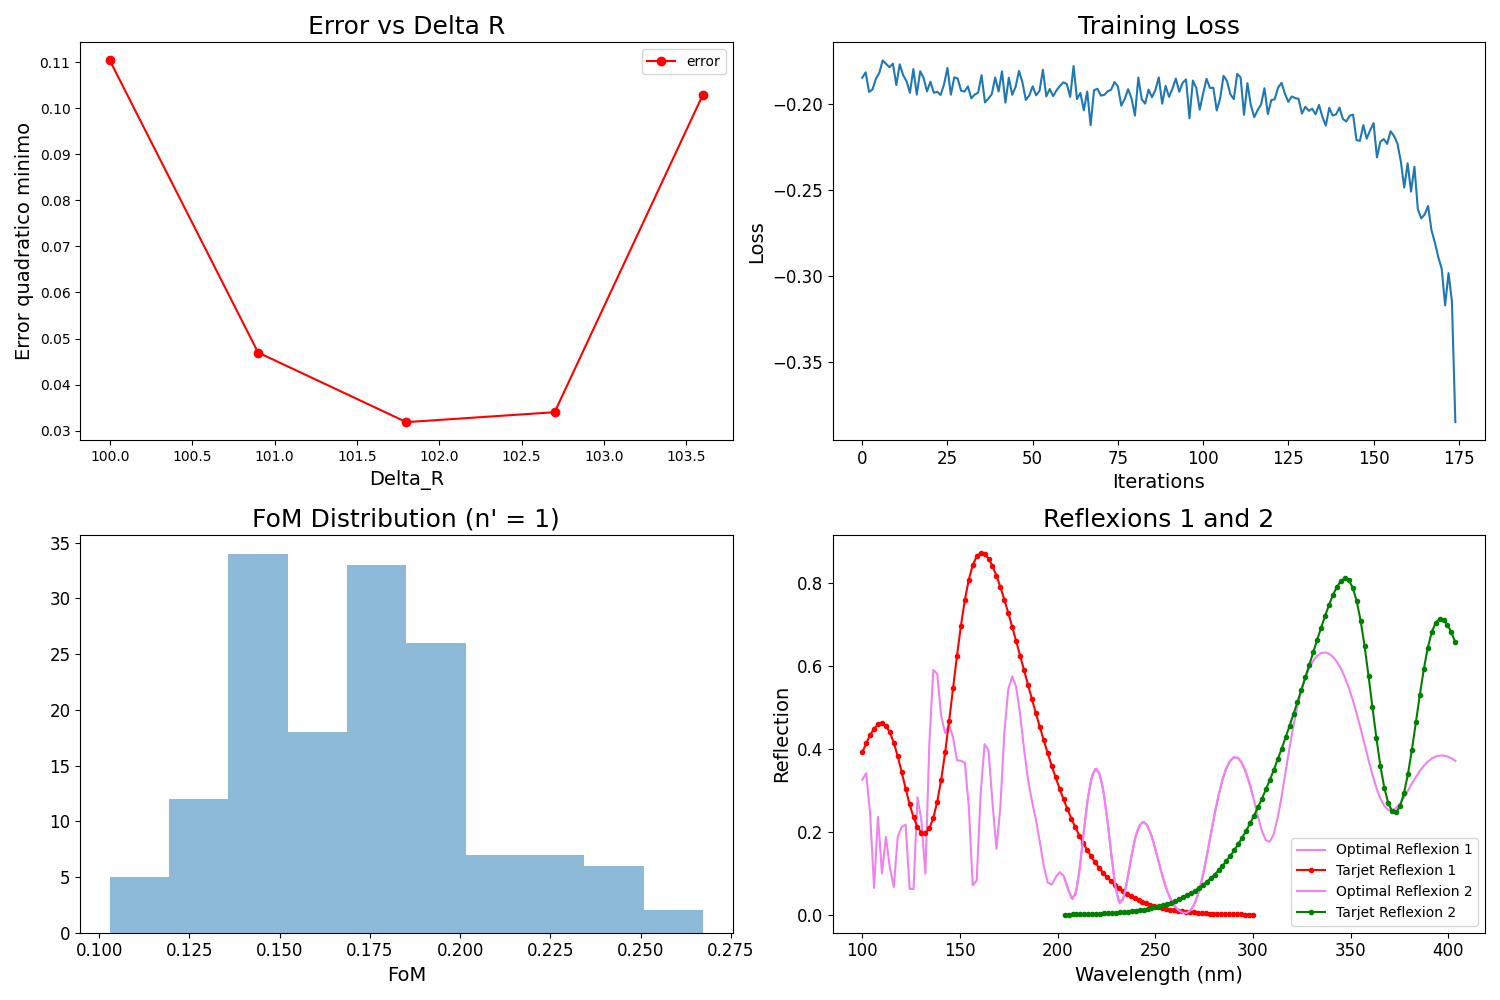 Error vs Delta R
error
Error quadratico minimo
0.11
0.10
0.09
0.08
0.07
0.06
0.05
0.04
0.03
100.0 100.5 101.0 101.5 102.0 102.5 103.0 103.5
Delta_R
Training Loss
Loss
−0.20
−0.25
−0.30
−0.35
0 25 50 75 100 125 150 175
Iterations
FoM Distribution (n' = 1)
35
30
25
20
15
10
5
0
0.100 0.125 0.150 0.175 0.200 0.225 0.250 0.275
FoM
Reflexions 1 and 2
Reflection
0.8
0.6
0.4
0.2
0.0
Optimal Reflexion 1
Tarjet Reflexion 1
Optimal Reflexion 2
Tarjet Reflexion 2
100 150 200 250 300 350 400
Wavelength (nm)